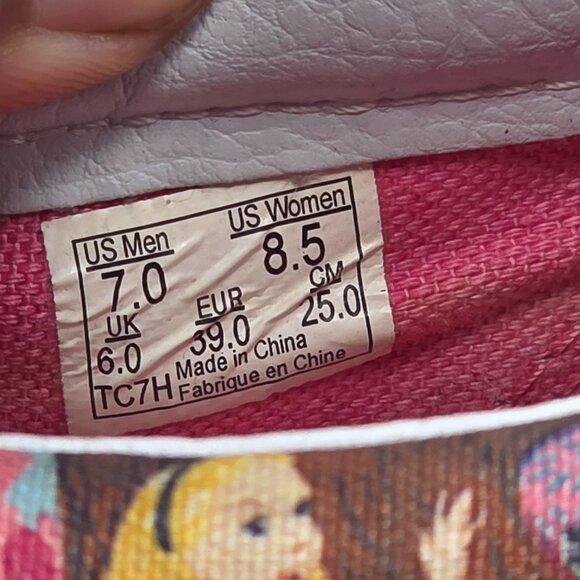 US Men US Women
7.0 8.5
UK EUR CM
6.0 39.0 25.0
Made in China
TC7H Fabrique en Chine